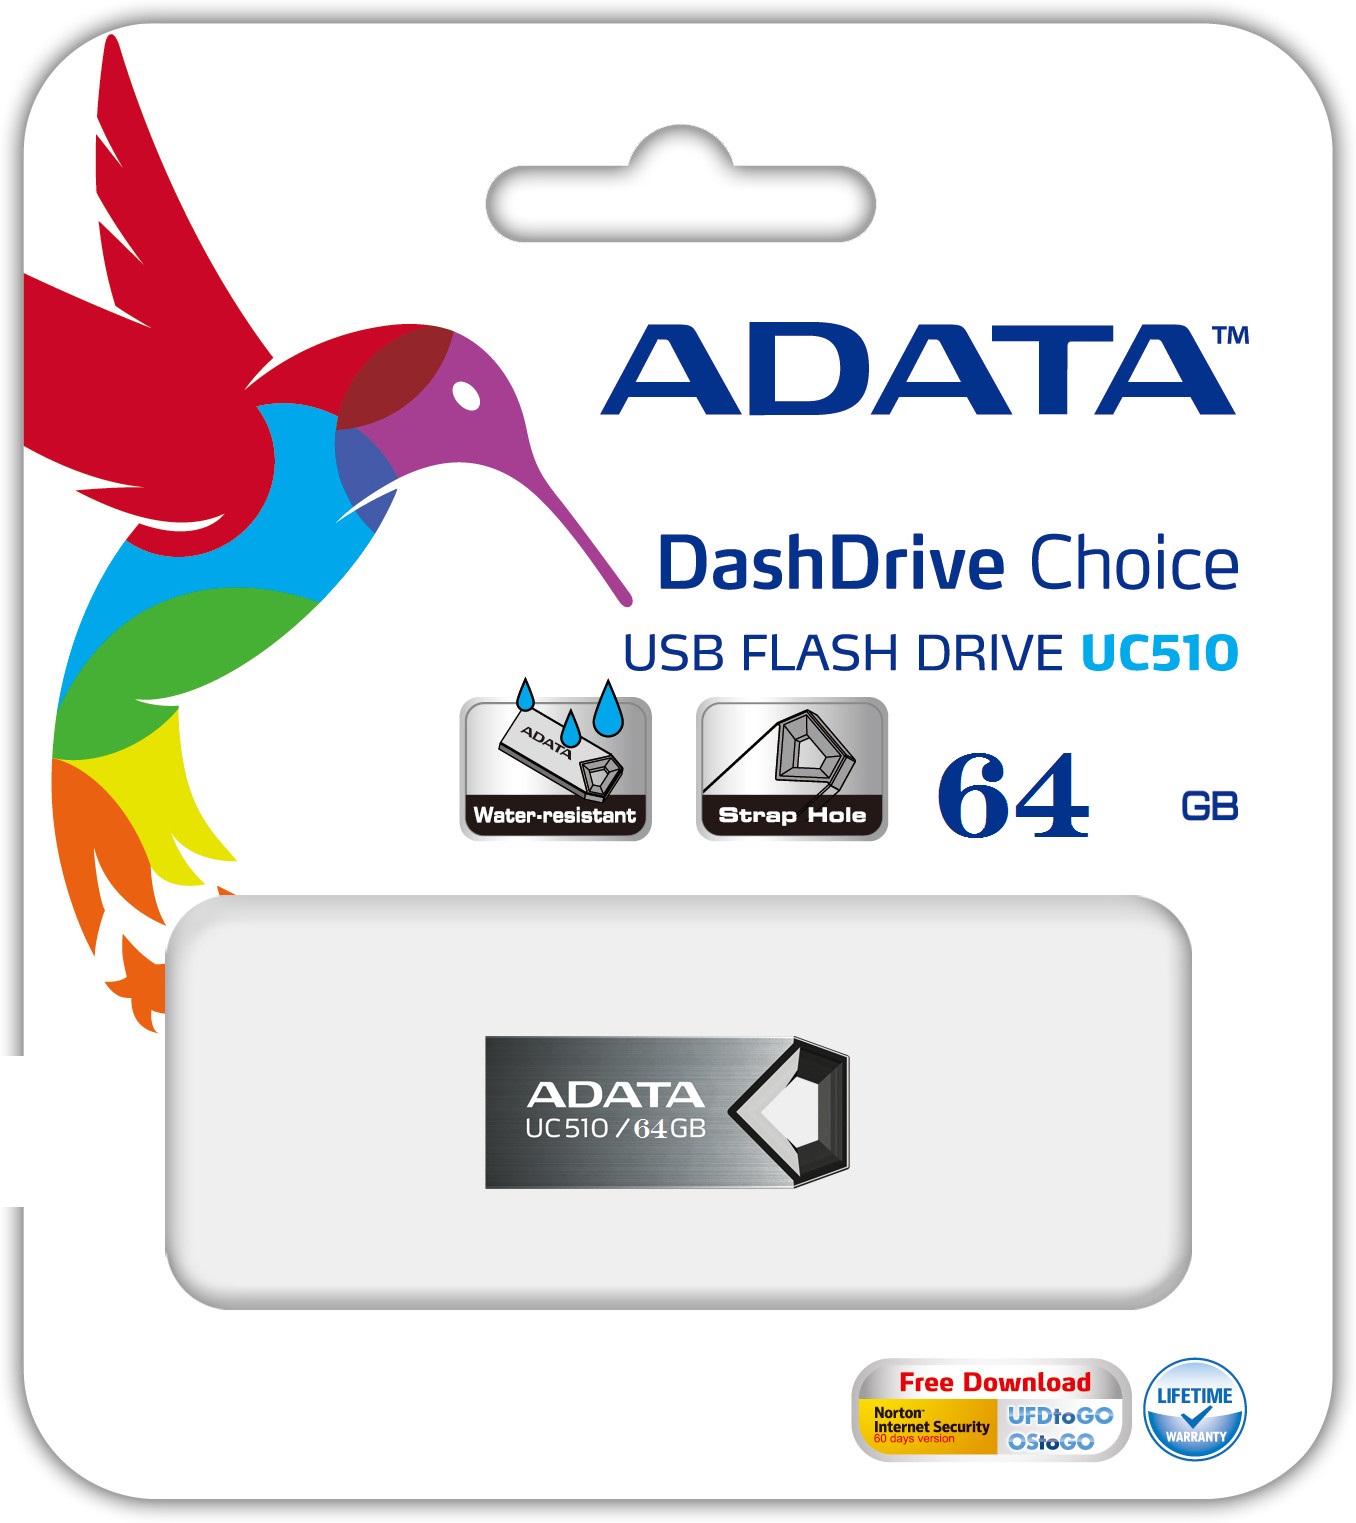 ADATA™
DashDrive Choice
USB FLASH DRIVE UC510
ADATA
Water-resistant
Strap Hole
64 GB
ADATA
UC510 /64GB
Free Download
Norton™
Internet Security
60 days version
UFDtoGO
OStoGO
LIFETIME
WARRANTY